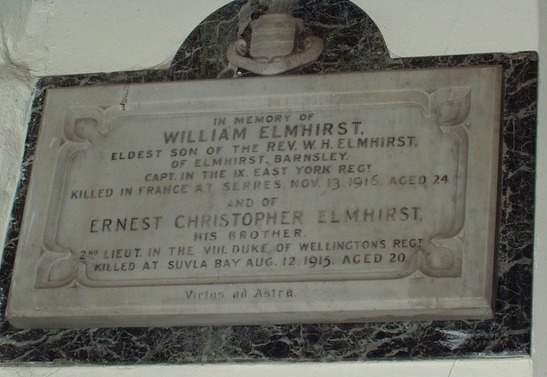 IN MEMORY OF
WILLIAM ELMHIRST,
ELDEST SON OF THE REV. W. H. ELMHIRST,
OF ELMHIRST, BARNSLEY.
CAPT. IN THE IX. EAST YORK REGT
KILLED IN FRANCE AT SERRES, NOV. 13. 1916. AGED 24.
AND OF
ERNEST CHRISTOPHER ELMHIRST,
HIS BROTHER.
2ND LIEUT. IN THE VIII. DUKE OF WELLINGTONS REGT
KILLED AT SUVLA BAY AUG. 12. 1915. AGED 20.
Virtus ad Astra.